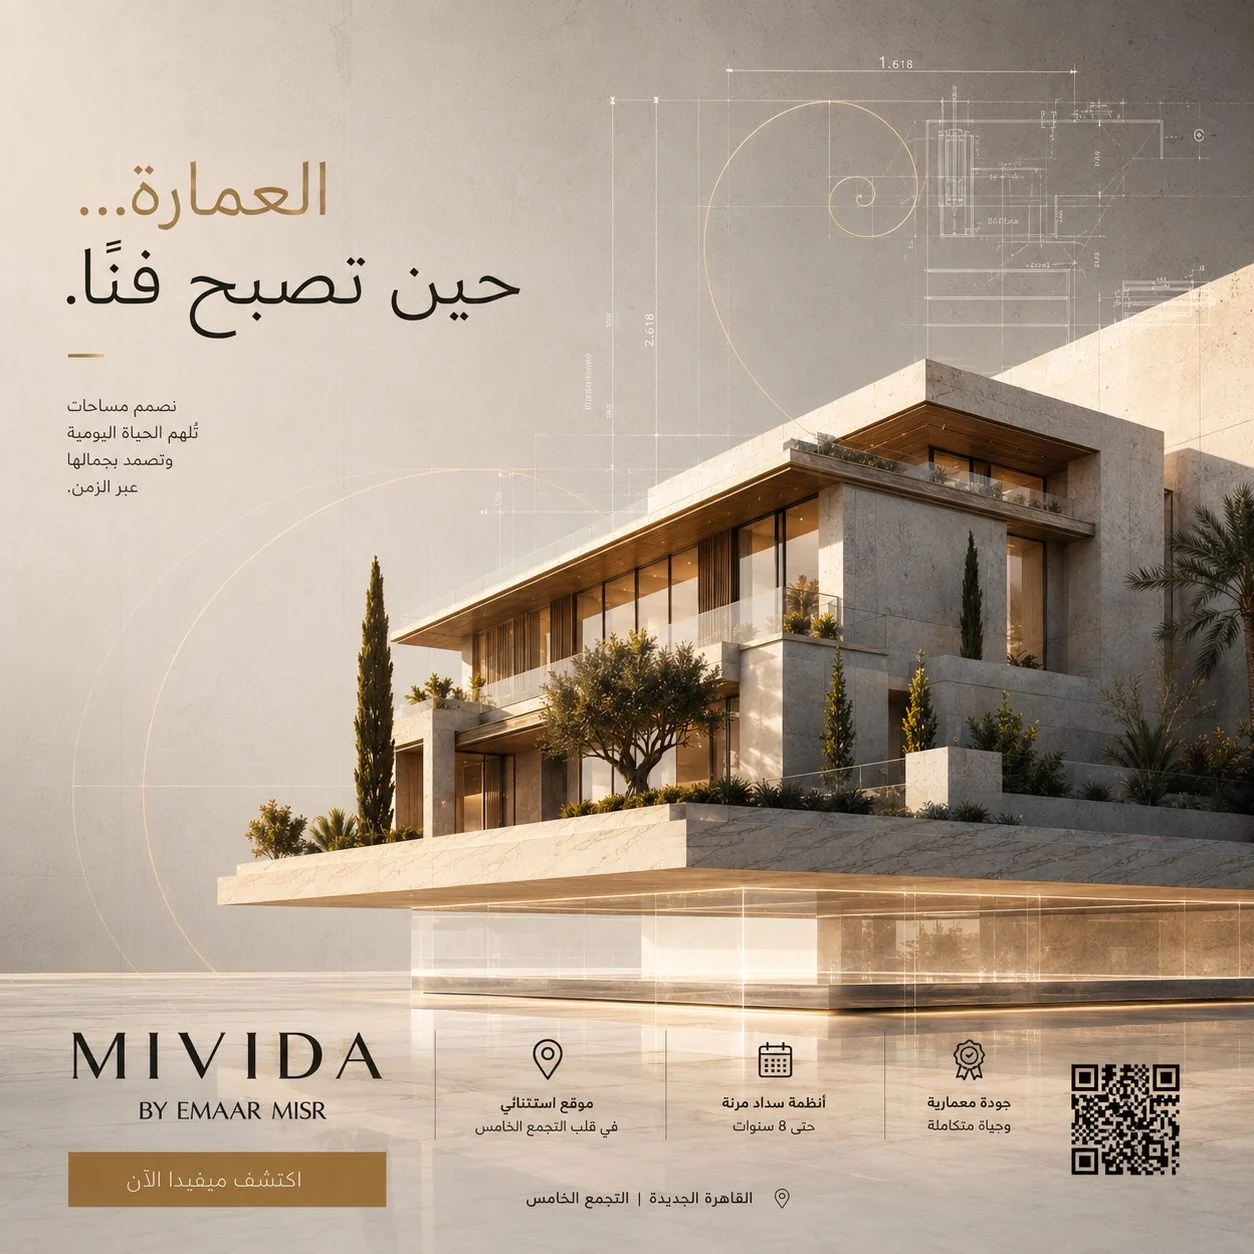 1.618
2.618
العمارة...
حين تصبح فنًا.
نصمم مساحات
تُلهم الحياة اليومية
وتصمد بجمالها
عبر الزمن.
MIVIDA
BY EMAAR MISR
اكتشف ميفيدا الآن
جودة معمارية
وجياة متكاملة
أنظمة سداد مرنة
حتى 8 سنوات
موقع استثنائي
في قلب التجمع الخامس
القاهرة الجديدة | التجمع الخامس